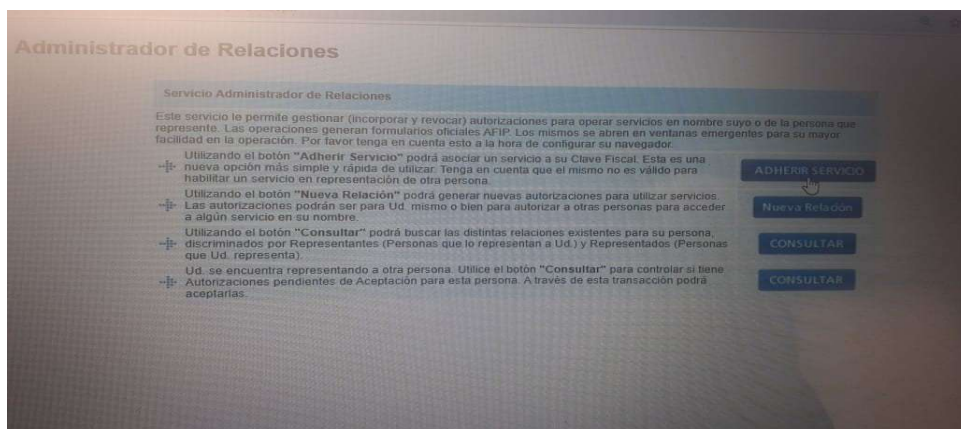 Administrador de Relaciones
Servicio Administrador de Relaciones
Este servicio le permite gestionar (incorporar y revocar) autorizaciones para operar servicios en nombre suyo o de la persona que
represente. Las operaciones generan formularios oficiales AFIP. Los mismos se abren en ventanas emergentes para su mayor
facilidad en la operación. Por favor tenga en cuenta esto a la hora de configurar su navegador.
Utilizando el botón "Adherir Servicio" podrá asociar un servicio a su Clave Fiscal. Esta es una
nueva opción más simple y rápida de utilizar. Tenga en cuenta que el mismo no es válido para
habilitar un servicio en representación de otra persona.
ADHERIR SERVICIO
Utilizando el botón "Nueva Relación" podrá generar nuevas autorizaciones para utilizar servicios.
Las autorizaciones podrán ser para Ud. mismo o bien para autorizar a otras personas para acceder
a algún servicio en su nombre.
Nueva Relación
Utilizando el botón "Consultar" podrá buscar las distintas relaciones existentes para su persona,
discriminados por Representantes (Personas que lo representan a Ud.) y Representados (Personas
que Ud. representa).
CONSULTAR
Ud. se encuentra representando a otra persona. Utilice el botón "Consultar" para controlar si tiene
Autorizaciones pendientes de Aceptación para esta persona. A través de esta transacción podrá
aceptarlas.
CONSULTAR